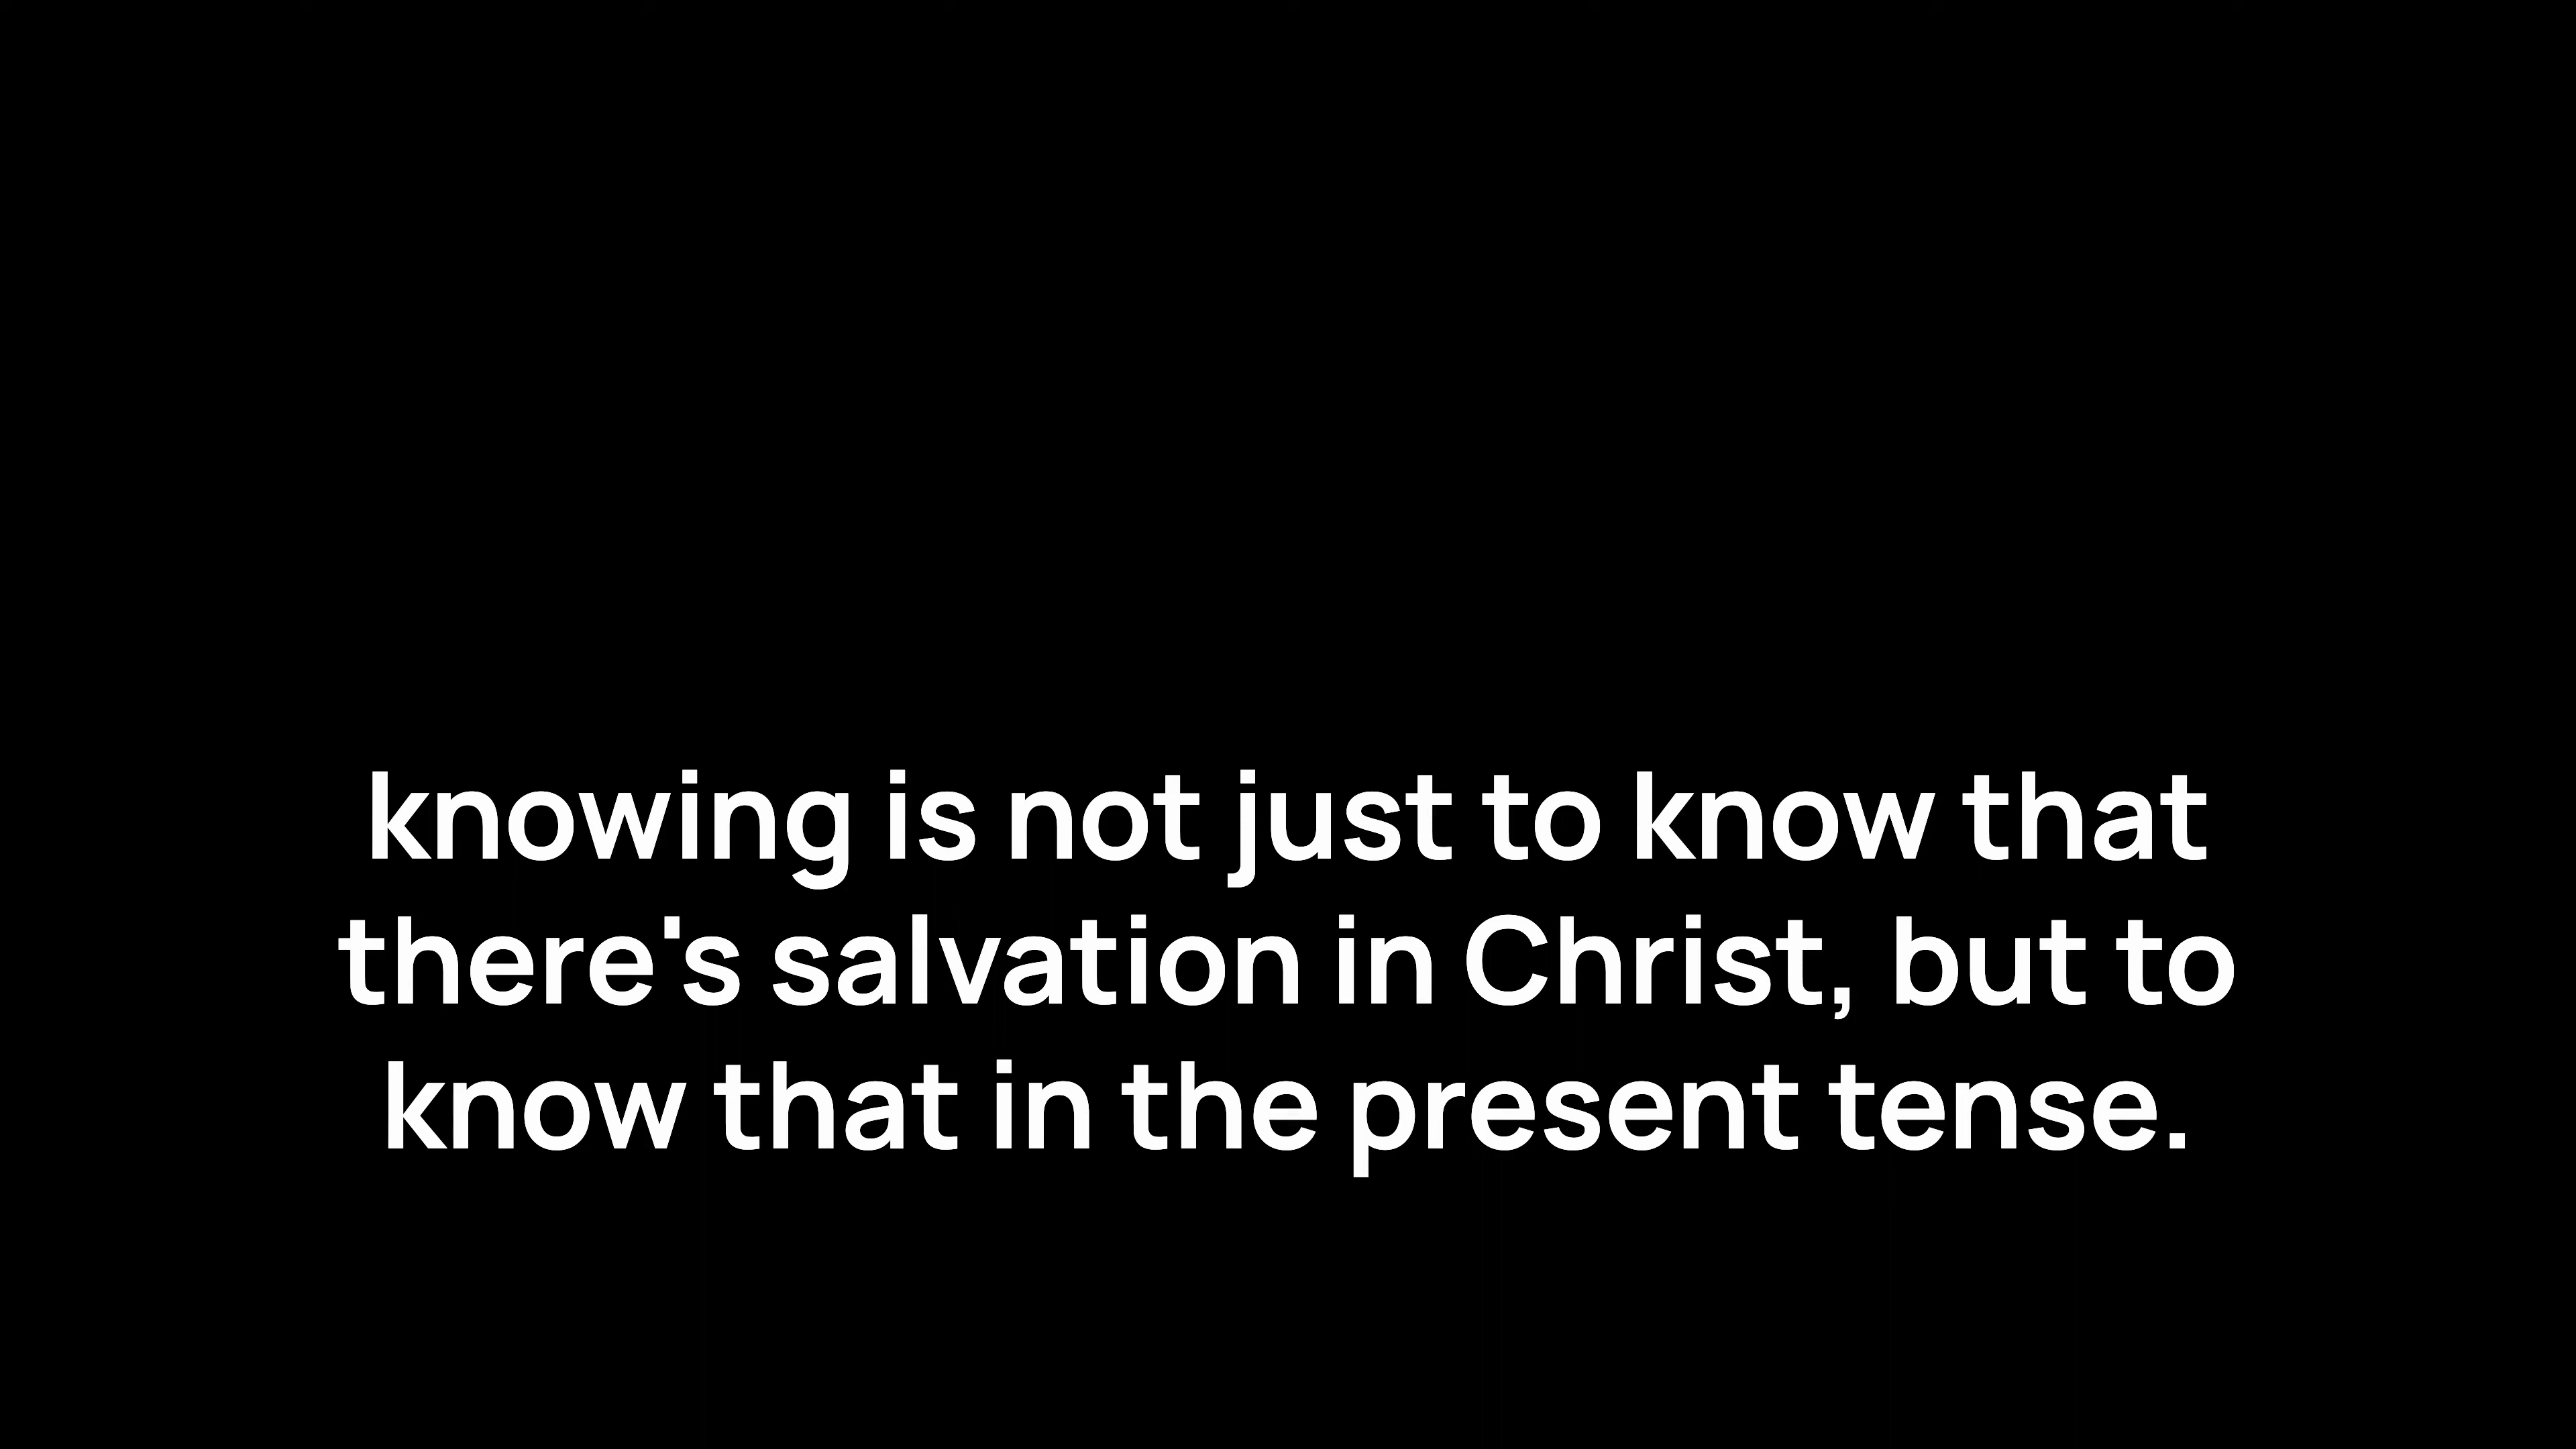 knowing is not just to know that
there's salvation in Christ, but to
know that in the present tense.